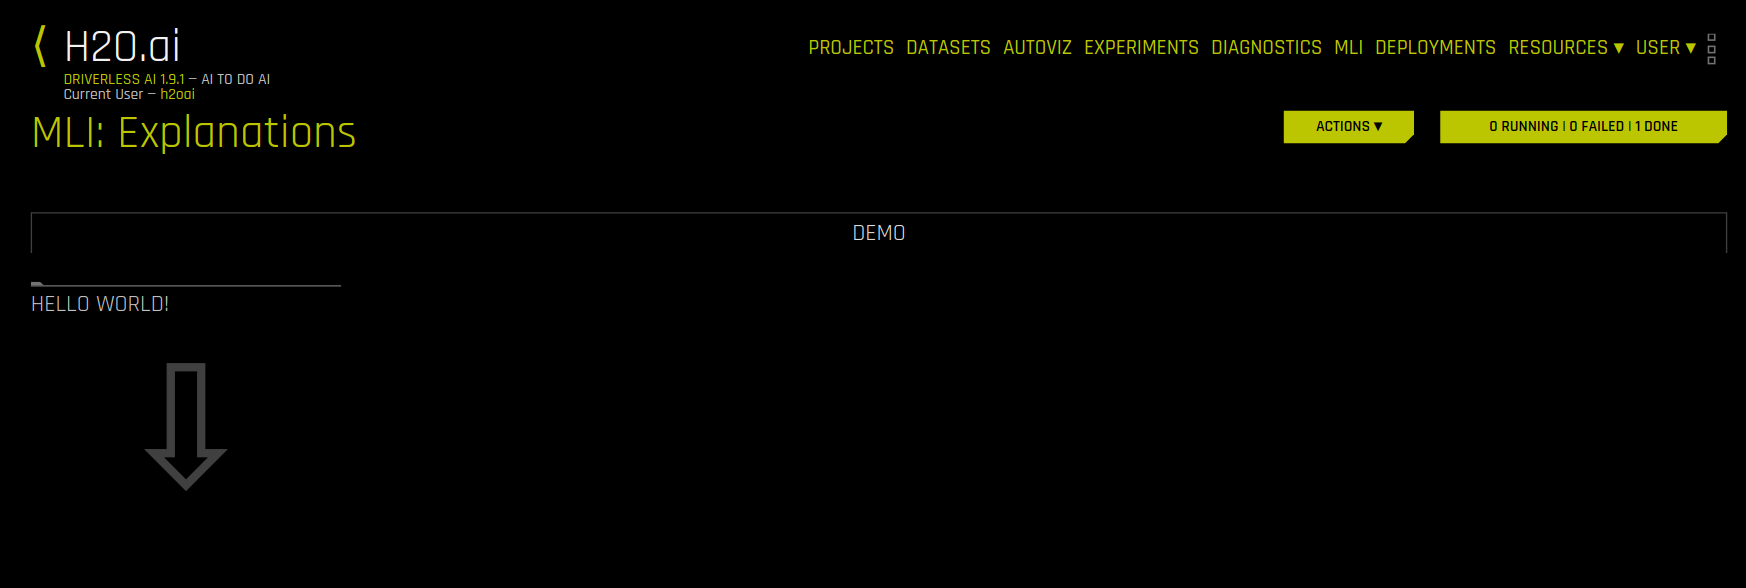 H2O.ai
PROJECTS DATASETS AUTOVIZ EXPERIMENTS DIAGNOSTICS MLI DEPLOYMENTS RESOURCES ▾ USER ▾
DRIVERLESS AI 1.9.1 – AI TO DO AI
Current User – h2oai
MLI: Explanations
ACTIONS ▾
0 RUNNING | 0 FAILED | 1 DONE
DEMO
HELLO WORLD!